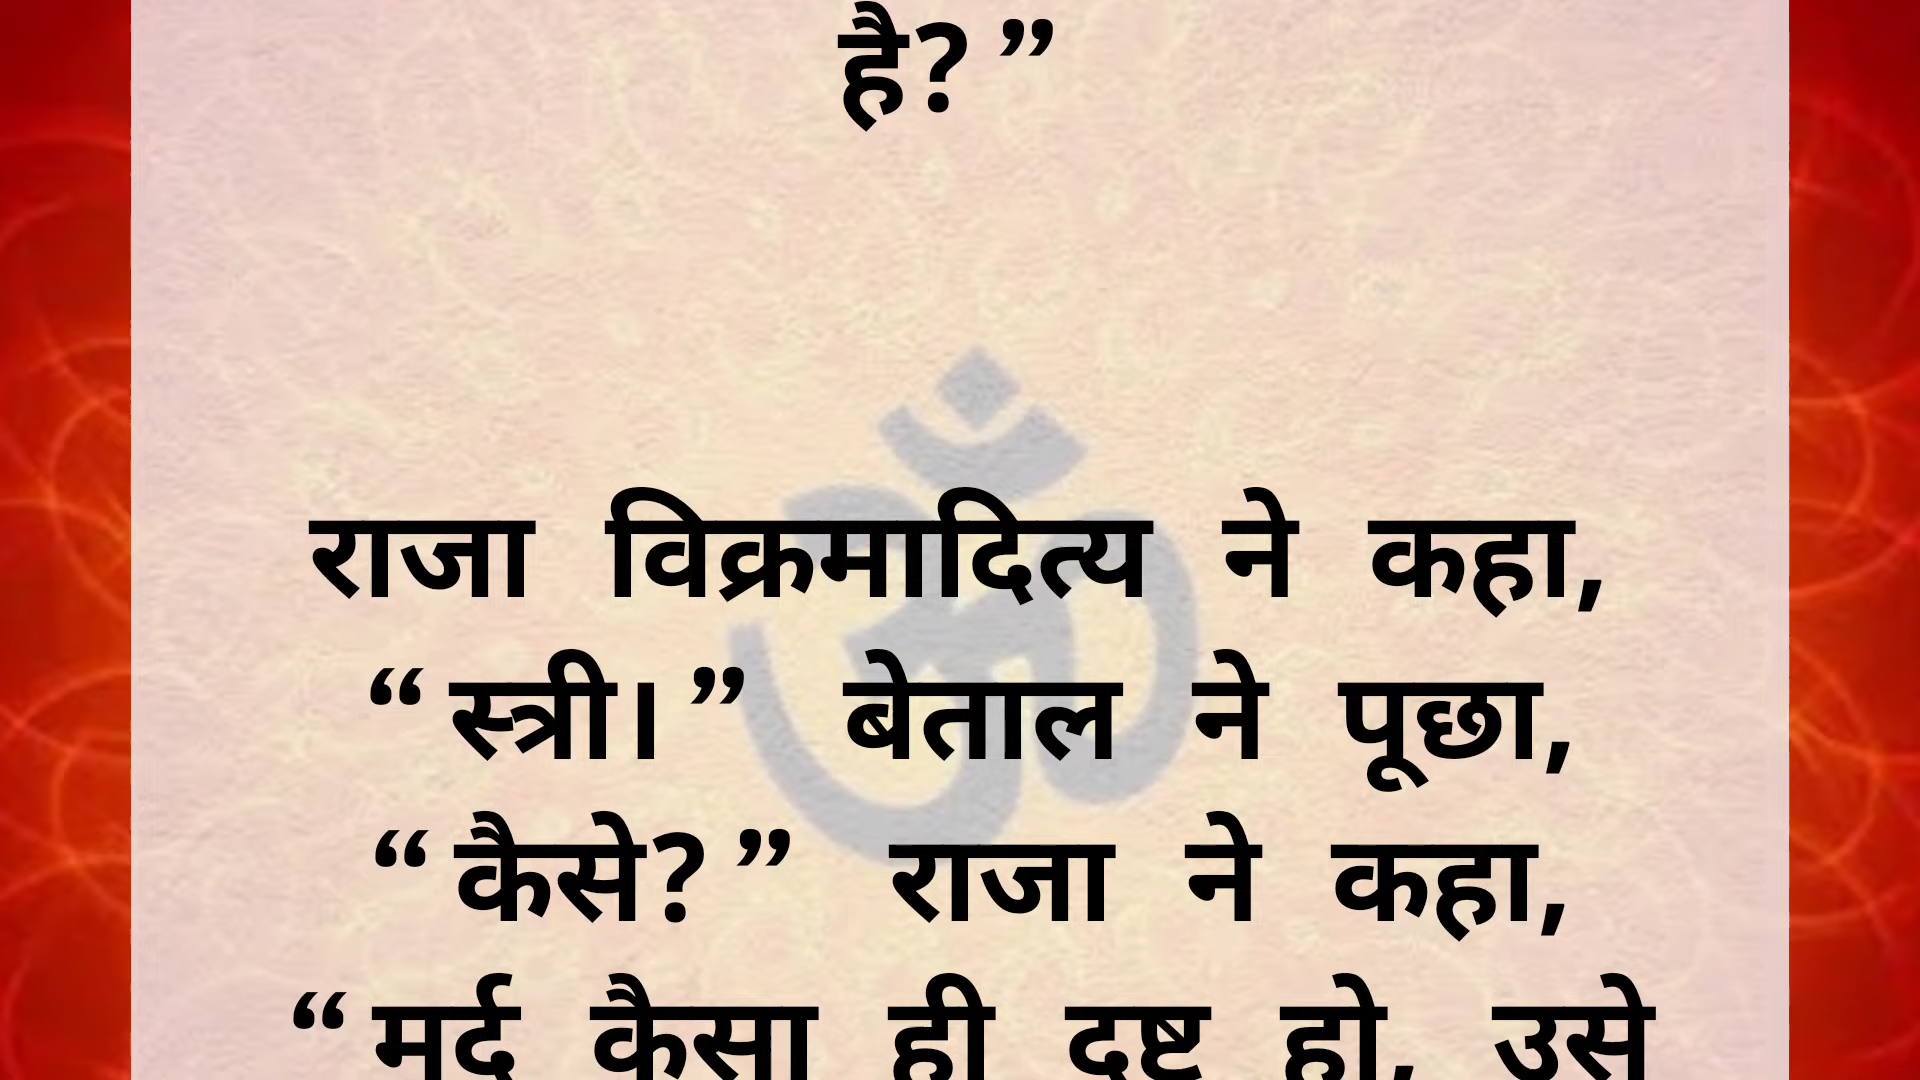 है? ”
राजा विक्रमादित्य ने कहा,
“ स्त्री। ” बेताल ने पूछा,
“ कैसे? ” राजा ने कहा,
“ मर्द कैसा ही दुष्ट हो, उसे